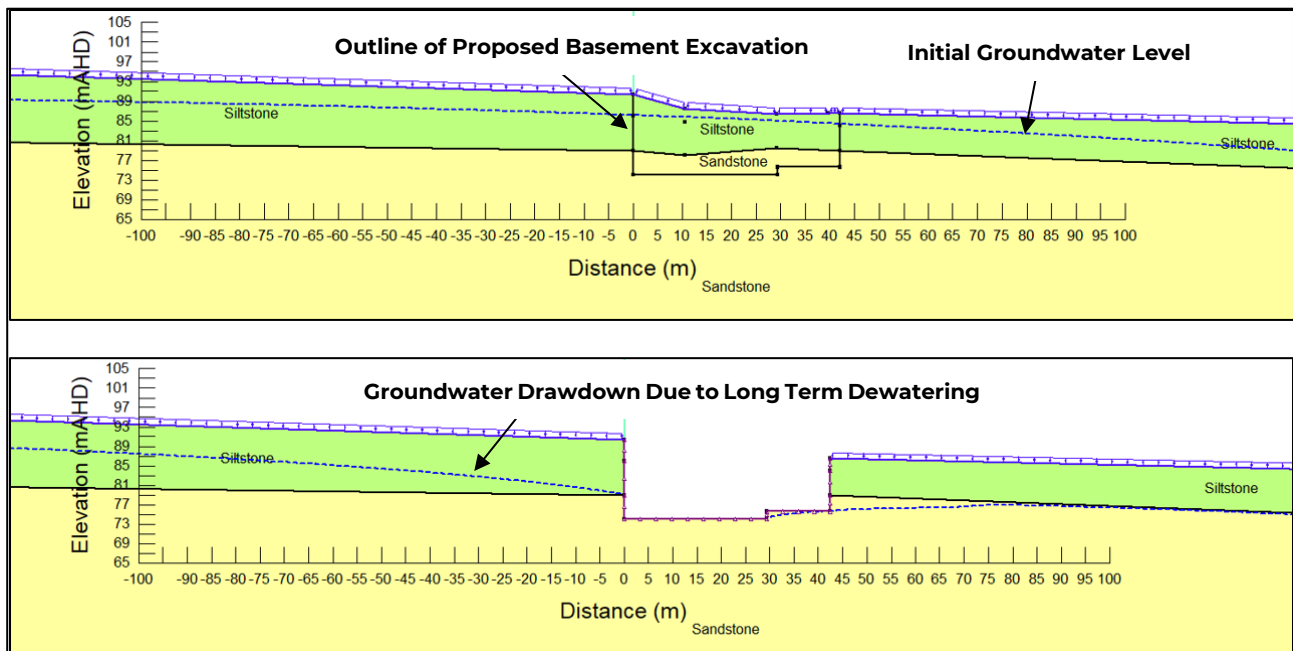 105
101
97
93
89
85
81
77
73
69
65
Elevation (mAHD)
Outline of Proposed Basement Excavation
Initial Groundwater Level
Siltstone
Siltstone
Siltstone
Sandstone
-100 -90 -85 -80 -75 -70 -65 -60 -55 -50 -45 -40 -35 -30 -25 -20 -15 -10 -5 0 5 10 15 20 25 30 35 40 45 50 55 60 65 70 75 80 85 90 95 100
Distance (m)
Sandstone
105
101
97
93
89
85
81
77
73
69
65
Elevation (mAHD)
Groundwater Drawdown Due to Long Term Dewatering
Siltstone
Siltstone
-100 -90 -85 -80 -75 -70 -65 -60 -55 -50 -45 -40 -35 -30 -25 -20 -15 -10 -5 0 5 10 15 20 25 30 35 40 45 50 55 60 65 70 75 80 85 90 95 100
Distance (m)
Sandstone